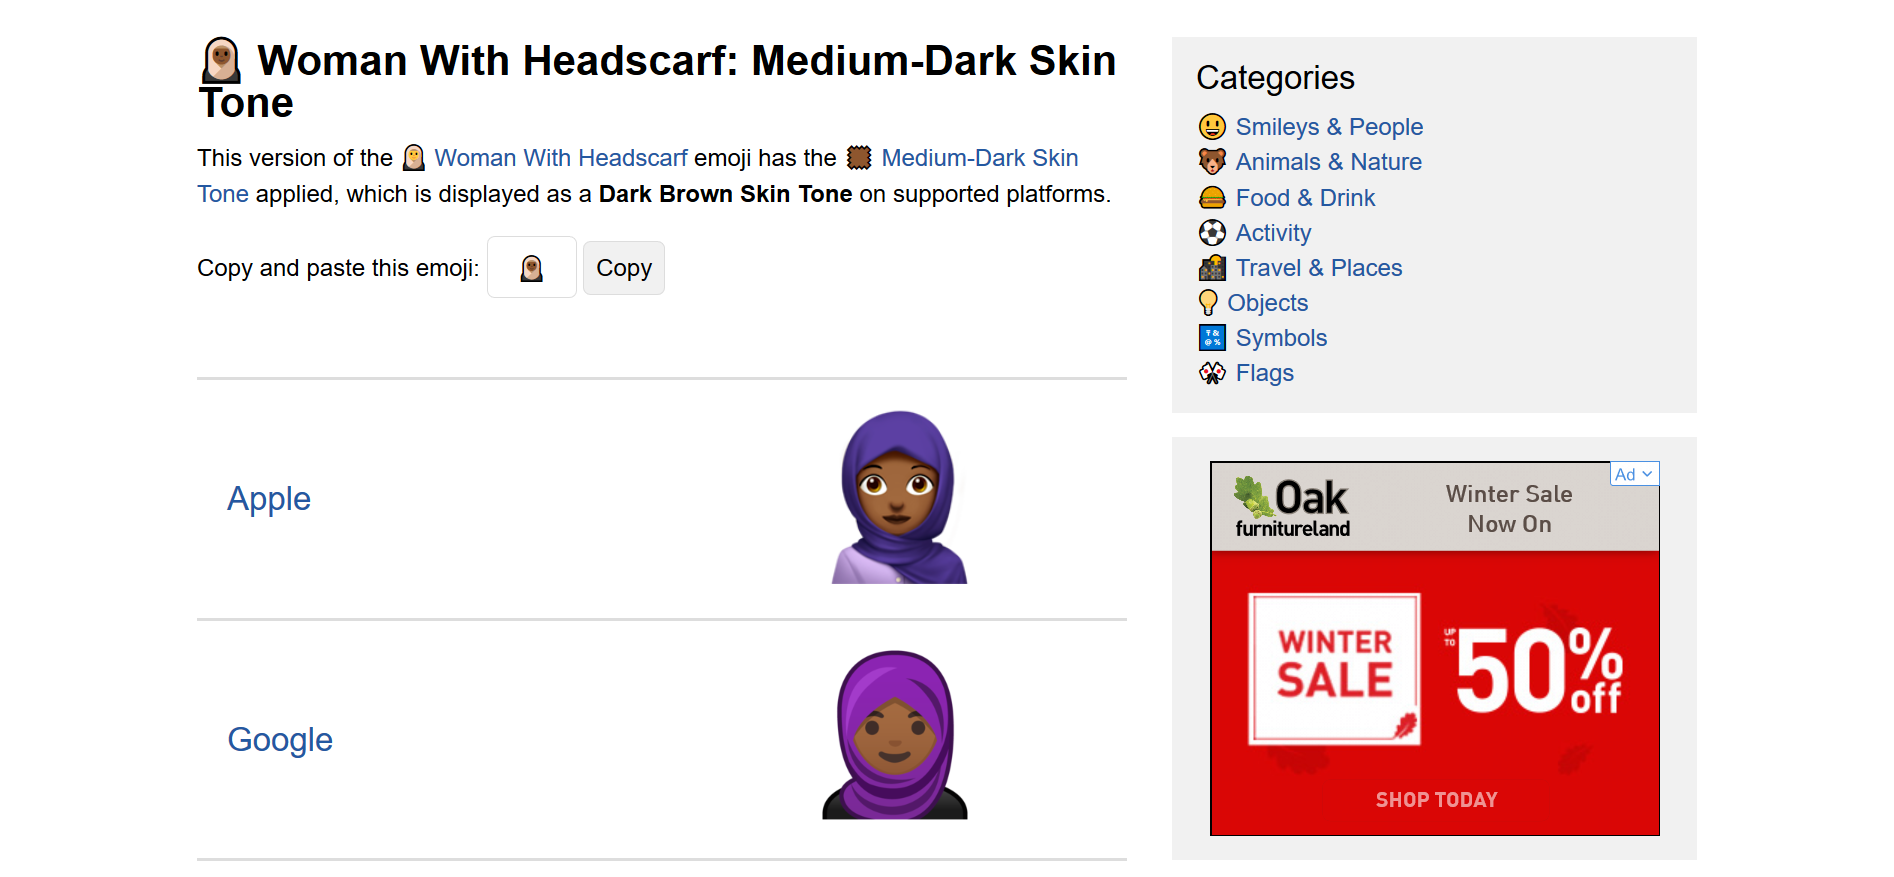 Woman With Headscarf: Medium-Dark Skin
Tone
This version of the Woman With Headscarf emoji has the Medium-Dark Skin
Tone applied, which is displayed as a Dark Brown Skin Tone on supported platforms.
Copy and paste this emoji: Copy
Apple
Google
Categories
Smileys & People
Animals & Nature
Food & Drink
Activity
Travel & Places
Objects
Symbols
Flags
Ad
Oak
furnitureland
Winter Sale
Now On
WINTER
SALE
UP
TO
50%
off
SHOP TODAY